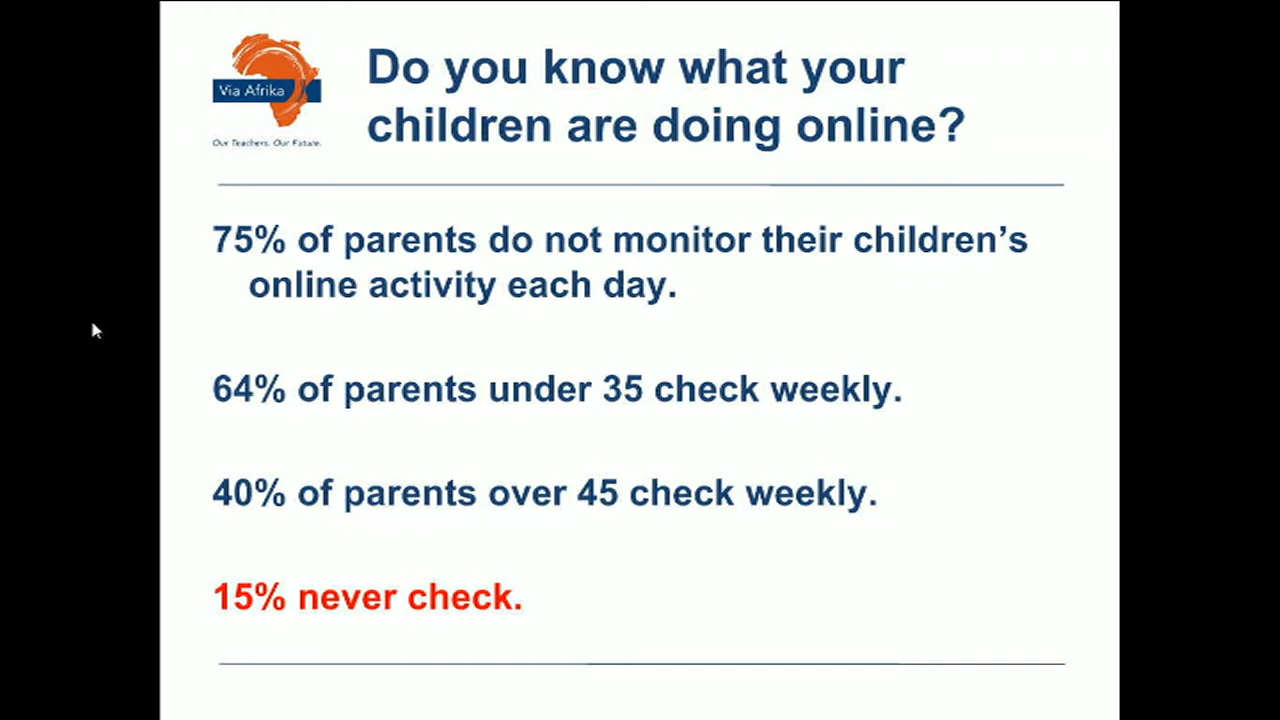 Via Afrika
Our Teachers. Our Future.
Do you know what your
children are doing online?
75% of parents do not monitor their children’s
online activity each day.
64% of parents under 35 check weekly.
40% of parents over 45 check weekly.
15% never check.